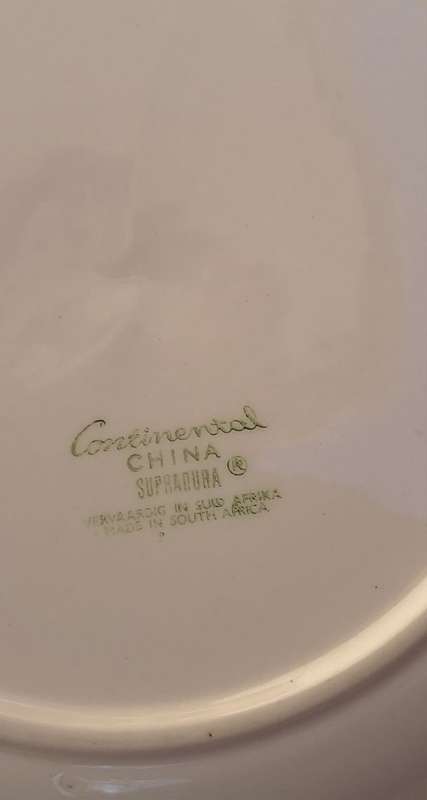 Continental
CHINA
SUPRADURA ®
VERVAARDIG IN SUID AFRIKA
MADE IN SOUTH AFRICA